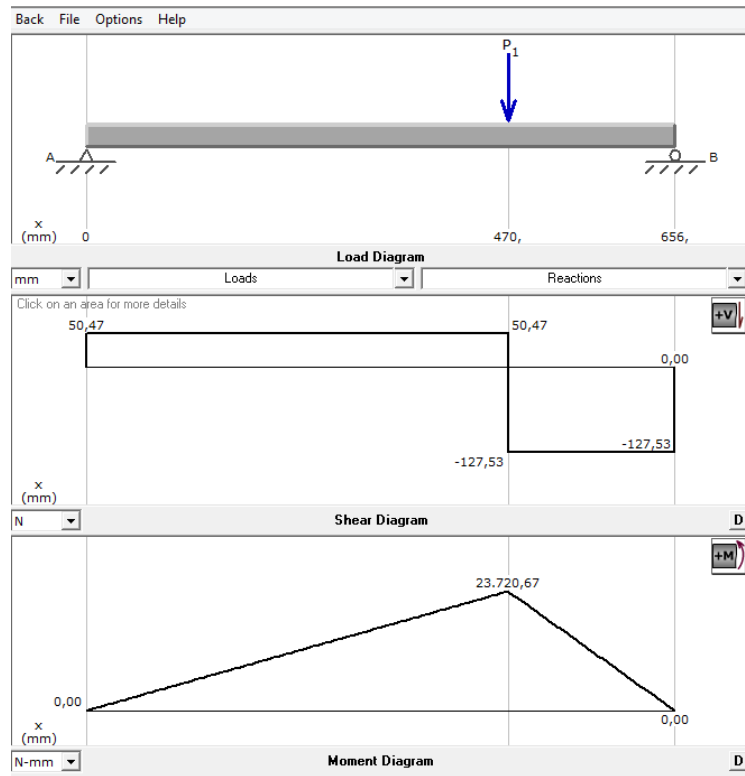 Back File Options Help
P1
A
B
x
(mm) 0 470, 656,
Load Diagram
mm Loads Reactions
Click on an area for more details
+V
50,47 50,47
0,00
-127,53
-127,53
x
(mm)
N Shear Diagram D
+M
23.720,67
0,00
0,00
x
(mm)
N-mm Moment Diagram D